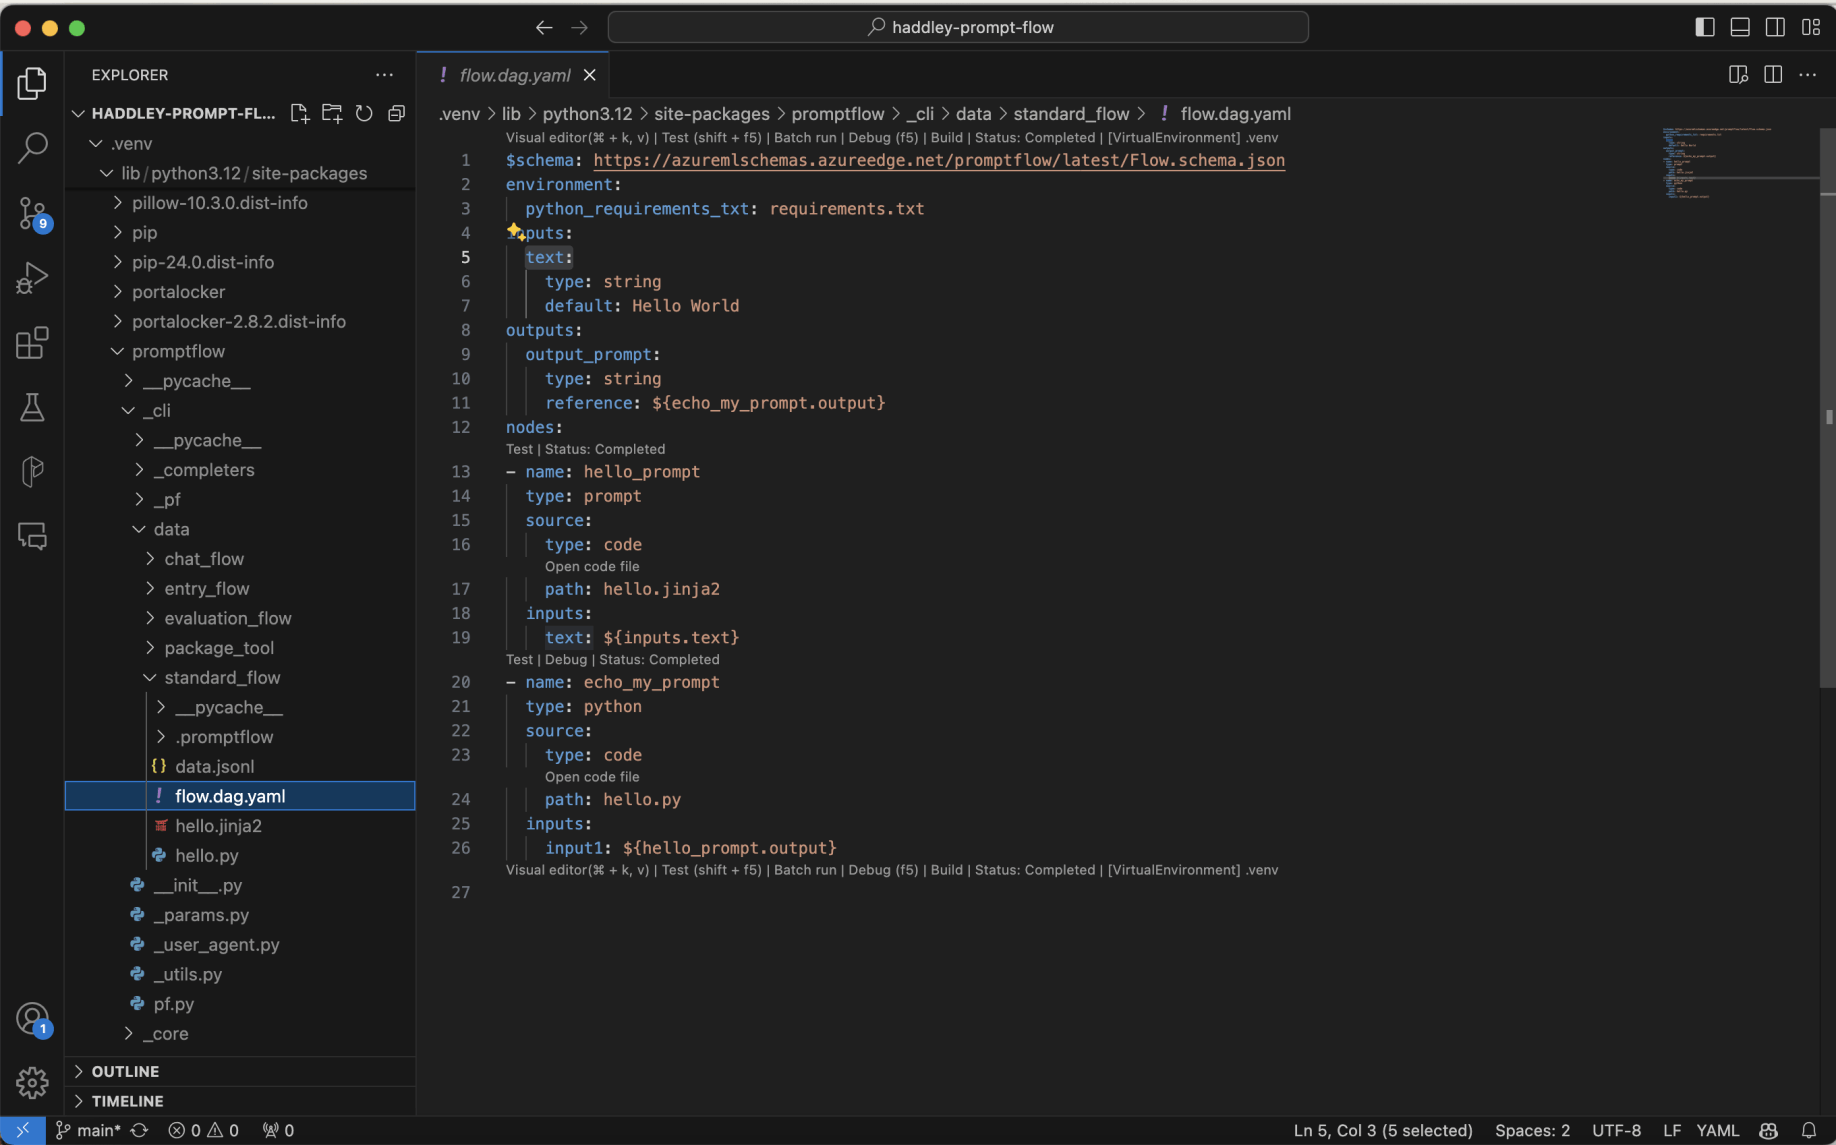 haddley-prompt-flow
EXPLORER
HADDLEY-PROMPT-FL...
.venv
lib / python3.12 / site-packages
pillow-10.3.0.dist-info
pip
pip-24.0.dist-info
portalocker
portalocker-2.8.2.dist-info
promptflow
__pycache__
_cli
__pycache__
_completers
_pf
data
chat_flow
entry_flow
evaluation_flow
package_tool
standard_flow
__pycache__
.promptflow
{} data.jsonl
! flow.dag.yaml
hello.jinja2
hello.py
__init__.py
_params.py
_user_agent.py
_utils.py
pf.py
_core
OUTLINE
TIMELINE
9
1
! flow.dag.yaml
.venv > lib > python3.12 > site-packages > promptflow > _cli > data > standard_flow > ! flow.dag.yaml
Visual editor(⌘ + k, v) | Test (shift + f5) | Batch run | Debug (f5) | Build | Status: Completed | [VirtualEnvironment] .venv
1 $schema: https://azuremlschemas.azureedge.net/promptflow/latest/Flow.schema.json
2 environment:
3 python_requirements_txt: requirements.txt
4 inputs:
5 text:
6 type: string
7 default: Hello World
8 outputs:
9 output_prompt:
10 type: string
11 reference: ${echo_my_prompt.output}
12 nodes:
Test | Status: Completed
13 - name: hello_prompt
14 type: prompt
15 source:
16 type: code
Open code file
17 path: hello.jinja2
18 inputs:
19 text: ${inputs.text}
Test | Debug | Status: Completed
20 - name: echo_my_prompt
21 type: python
22 source:
23 type: code
Open code file
24 path: hello.py
25 inputs:
26 input1: ${hello_prompt.output}
Visual editor(⌘ + k, v) | Test (shift + f5) | Batch run | Debug (f5) | Build | Status: Completed | [VirtualEnvironment] .venv
27
main* 0 0 0
Ln 5, Col 3 (5 selected) Spaces: 2 UTF-8 LF YAML